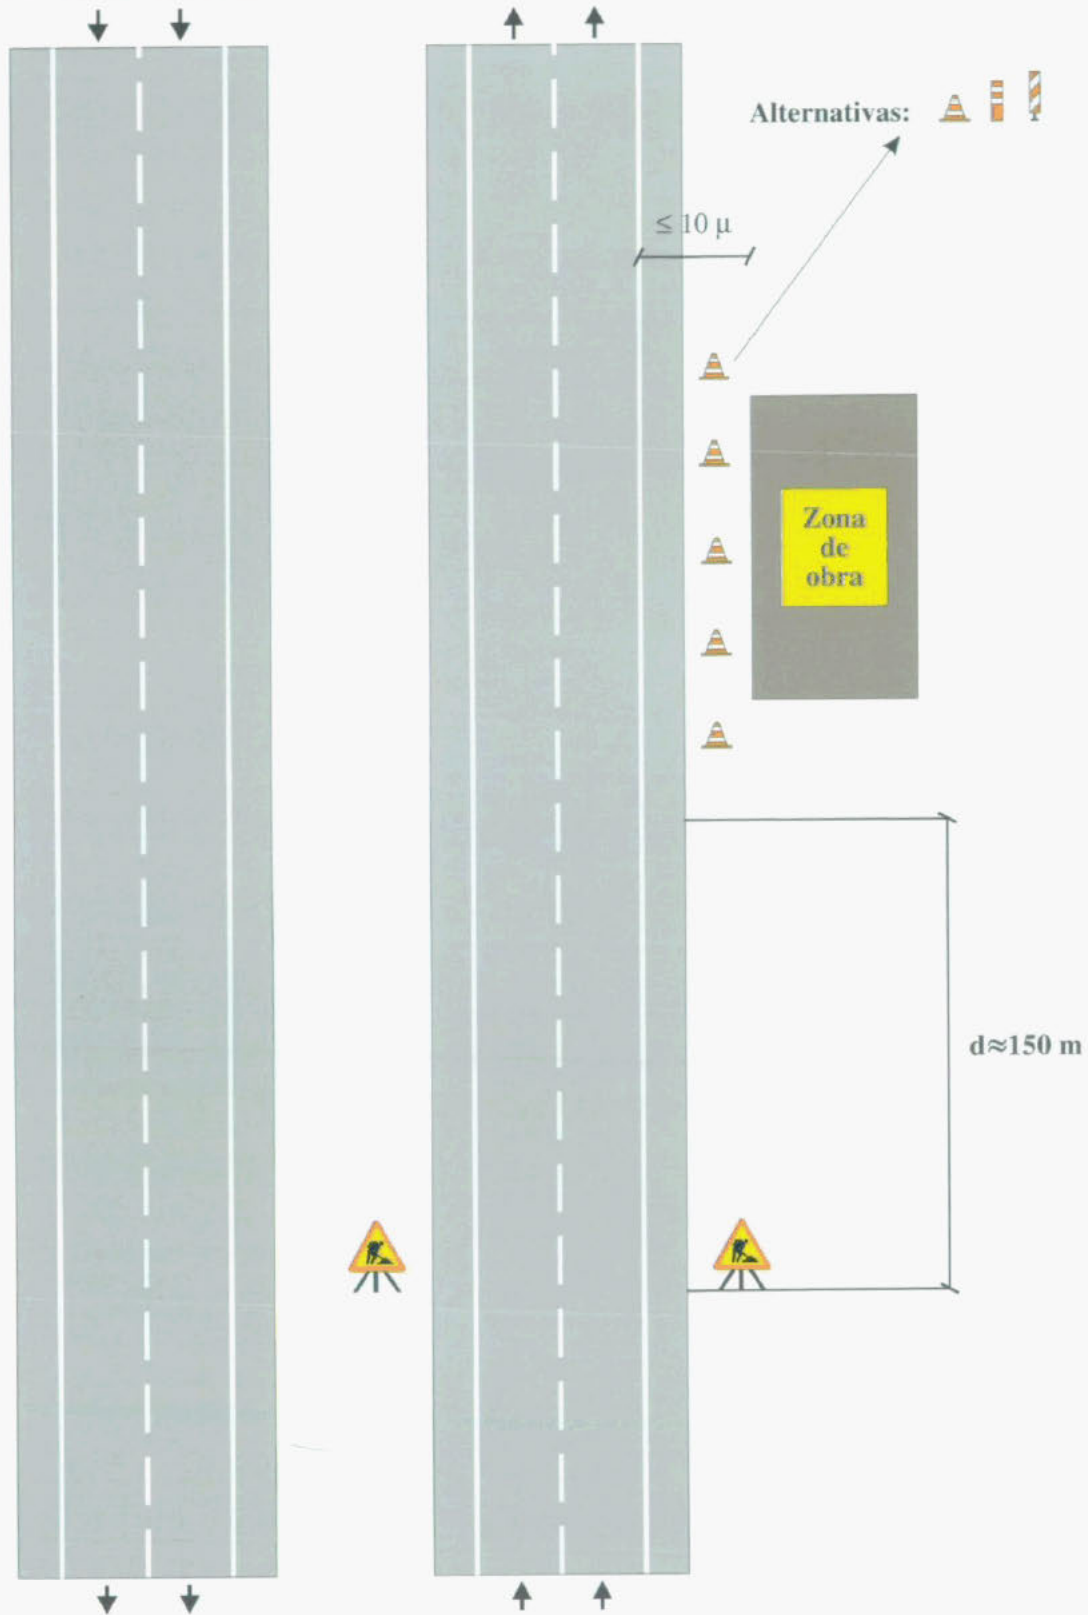 Alternativas:
≤ 10 µ
Zona
de
obra
d≈150 m